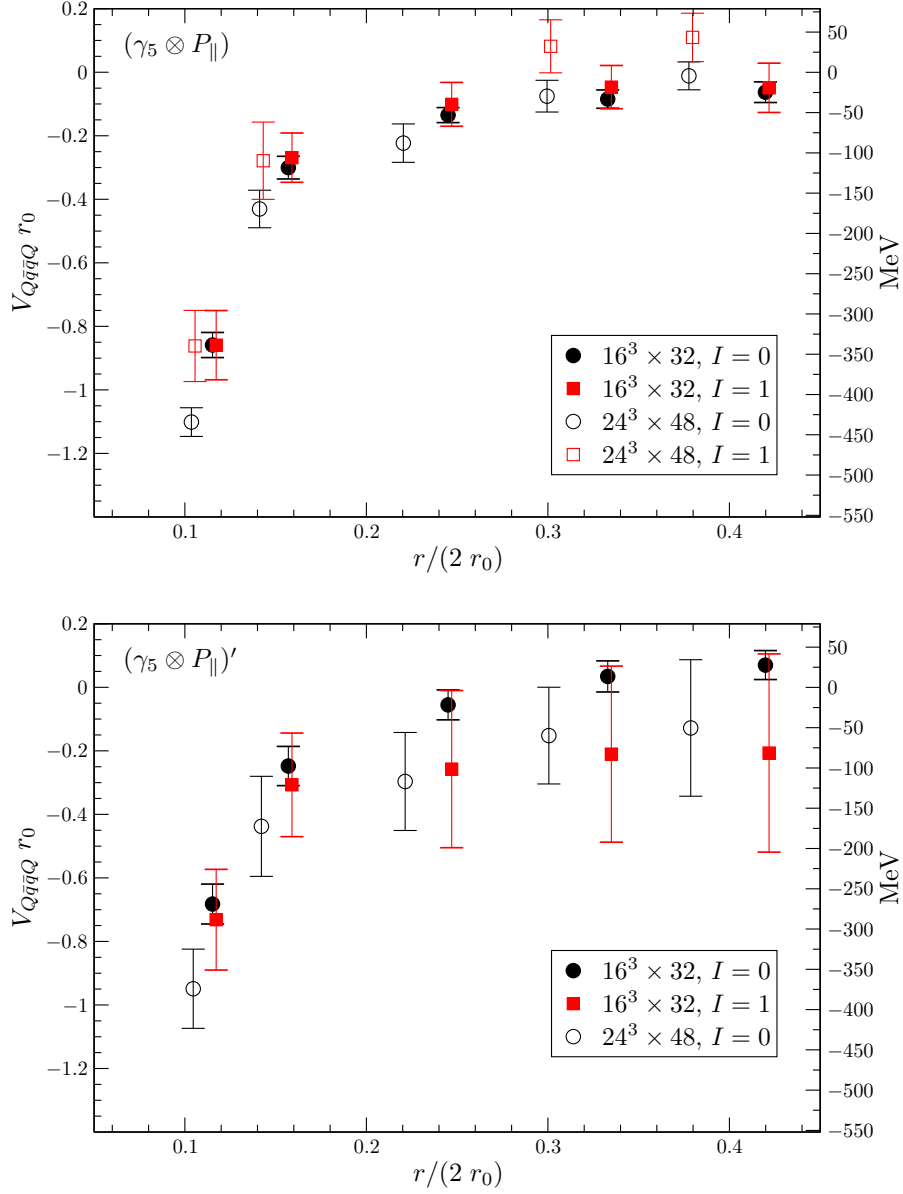 (γ₅ ⊗ P∥)
V_{Qq̄q̄Q} r₀
0.2
0
−0.2
−0.4
−0.6
−0.8
−1
−1.2
50
0
−50
−100
−150
−200
−250
−300
−350
−400
−450
−500
−550
MeV
16³ × 32, I = 0
16³ × 32, I = 1
24³ × 48, I = 0
24³ × 48, I = 1
0.1 0.2 0.3 0.4
r/(2 r₀)
(γ₅ ⊗ P∥)′
V_{Qq̄q̄Q} r₀
0.2
0
−0.2
−0.4
−0.6
−0.8
−1
−1.2
50
0
−50
−100
−150
−200
−250
−300
−350
−400
−450
−500
−550
MeV
16³ × 32, I = 0
16³ × 32, I = 1
24³ × 48, I = 0
0.1 0.2 0.3 0.4
r/(2 r₀)